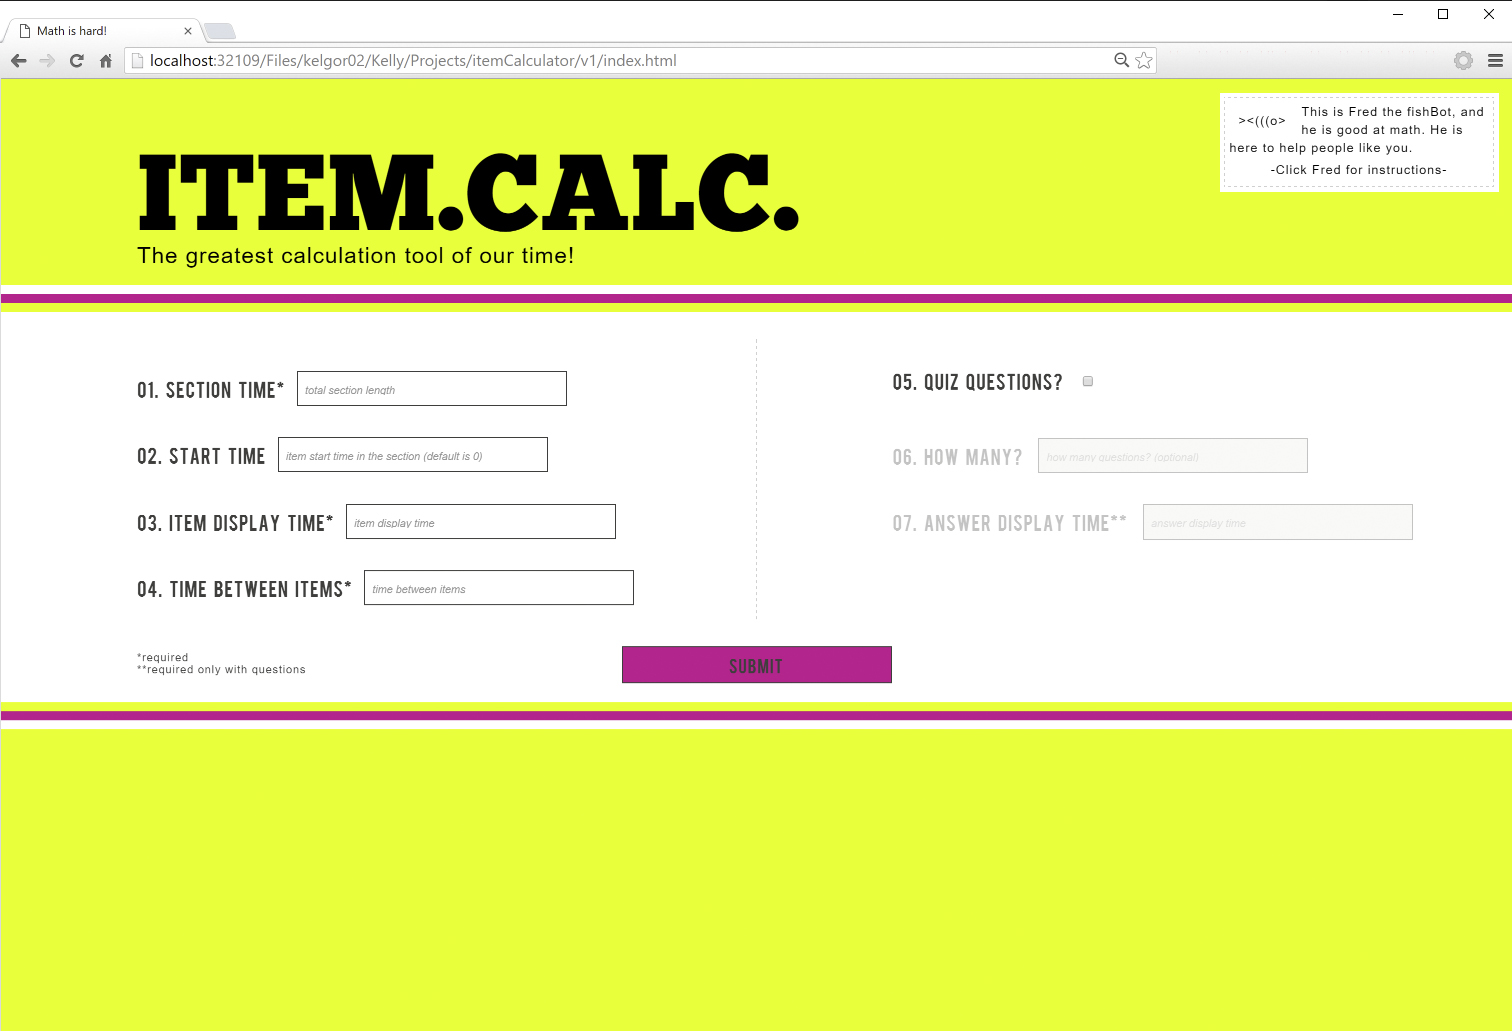 Math is hard!
localhost:32109/Files/kelgor02/Kelly/Projects/itemCalculator/v1/index.html
><(((o> This is Fred the fishBot, and
he is good at math. He is
here to help people like you.
-Click Fred for instructions-
ITEM.CALC.
The greatest calculation tool of our time!
01. SECTION TIME* total section length
02. START TIME item start time in the section (default is 0)
03. ITEM DISPLAY TIME* item display time
04. TIME BETWEEN ITEMS* time between items
05. QUIZ QUESTIONS?
06. HOW MANY? how many questions? (optional)
07. ANSWER DISPLAY TIME** answer display time
*required
**required only with questions
SUBMIT